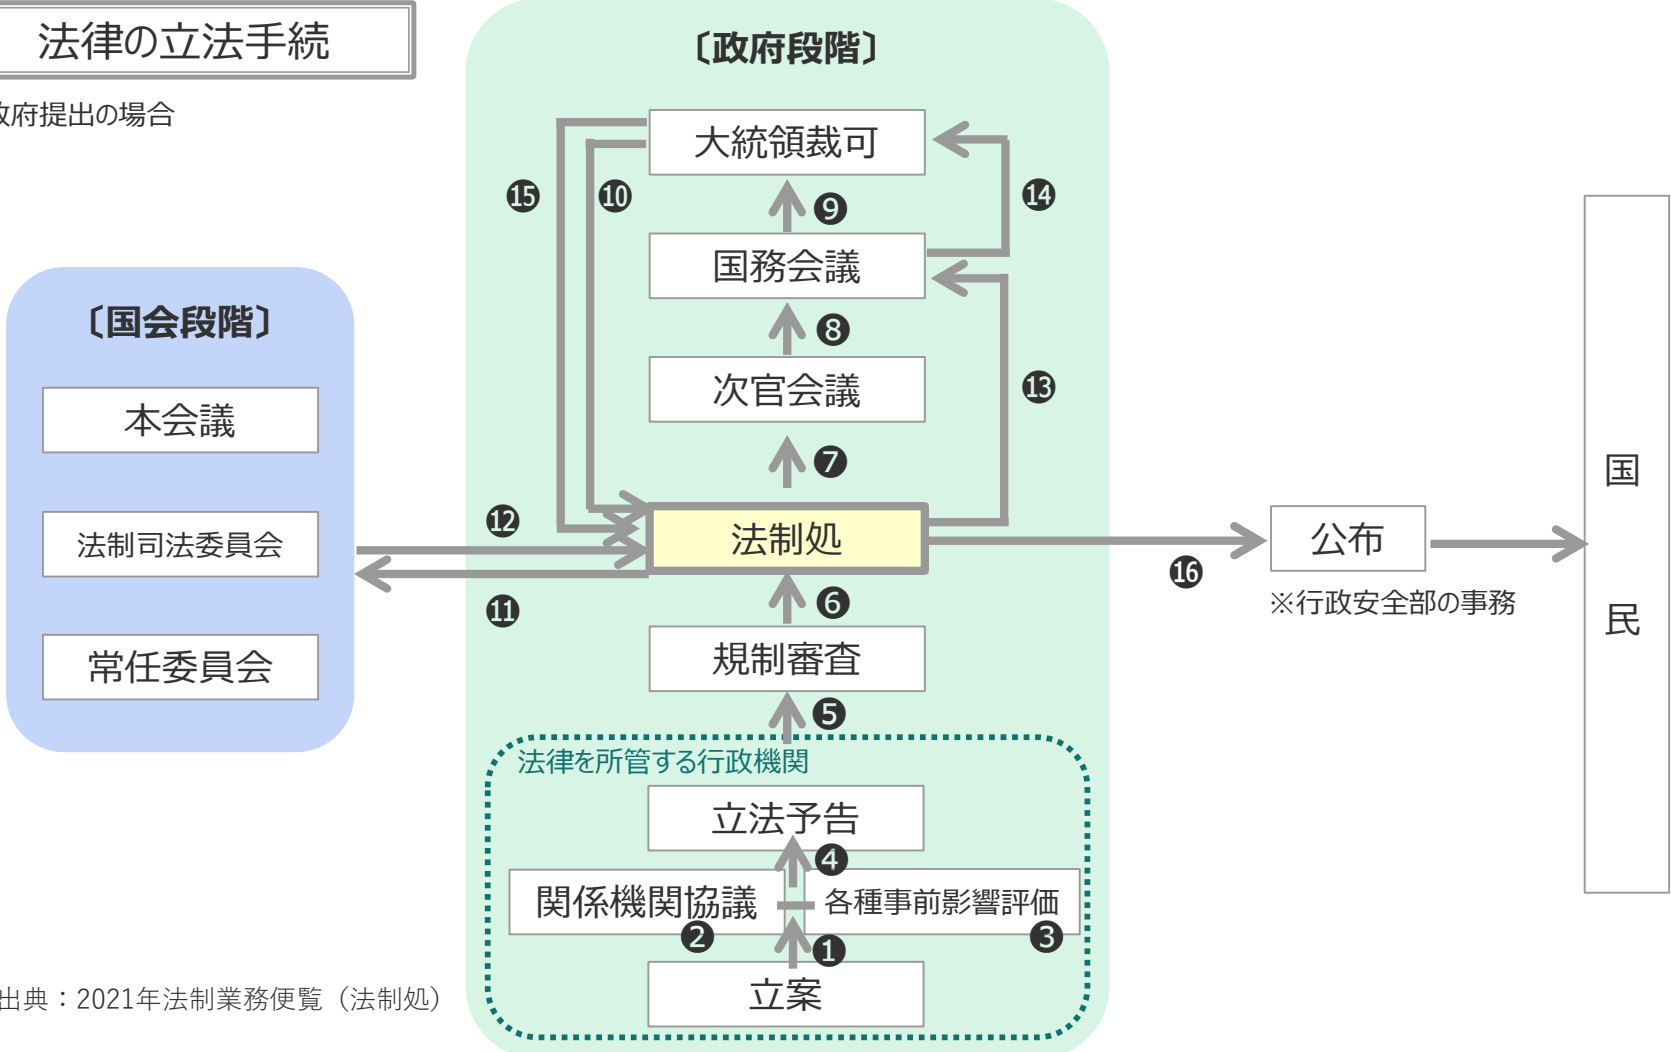 法律の立法手続
政府提出の場合
〔政府段階〕
大統領裁可
⓯
❿
❾
⓮
国務会議
❽
次官会議
⓭
❼
〔国会段階〕
本会議
法制司法委員会
常任委員会
⓬
⓫
法制処
⓰
公布
※行政安全部の事務
国
民
❻
規制審査
❺
法律を所管する行政機関
立法予告
❹
関係機関協議
❷
各種事前影響評価
❸
❶
立案
出典：2021年法制業務便覧（法制処）